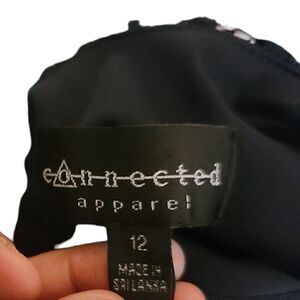 connected
apparel
12
MADE IN
SRI LANKA